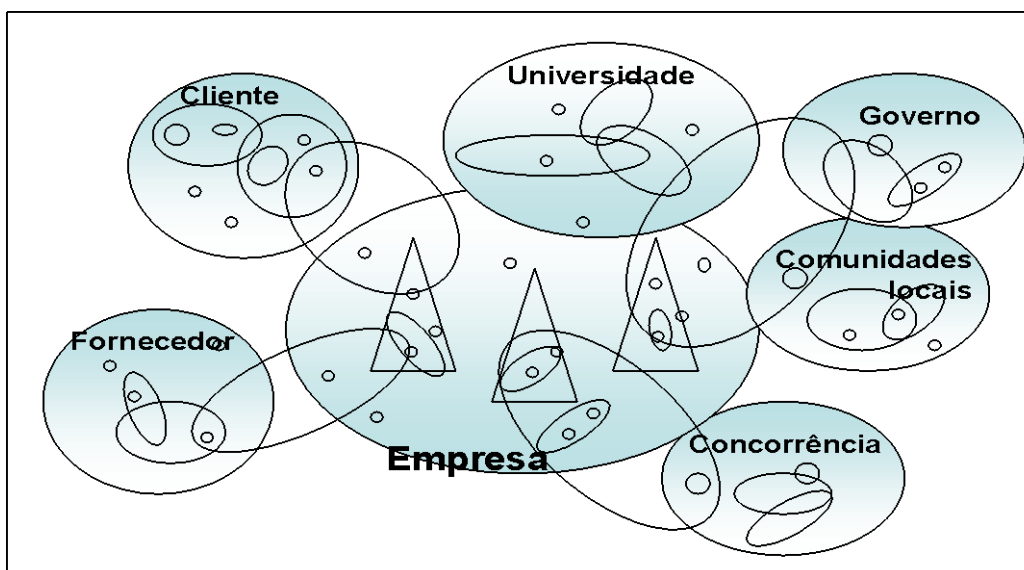 Universidade
Cliente
Governo
Comunidades
locais
Fornecedor
Empresa
Concorrência